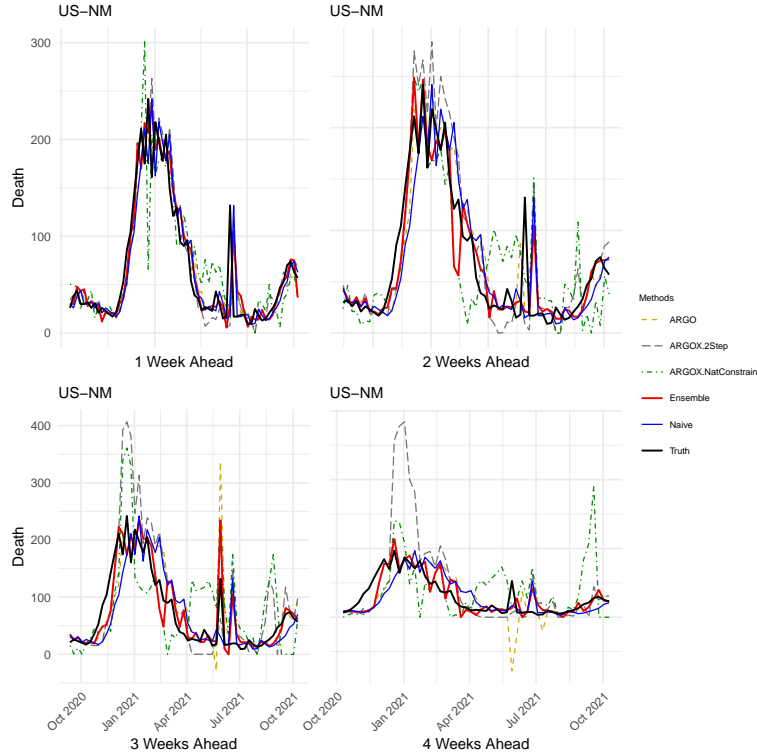 US−NM
US−NM
300
200
100
0
Death
1 Week Ahead
2 Weeks Ahead
Methods
ARGO
ARGOX.2Step
ARGOX.NatConstrain
Ensemble
Naive
Truth
US−NM
US−NM
400
300
200
100
0
Death
Oct 2020
Jan 2021
Apr 2021
Jul 2021
Oct 2021
Oct 2020
Jan 2021
Apr 2021
Jul 2021
Oct 2021
3 Weeks Ahead
4 Weeks Ahead